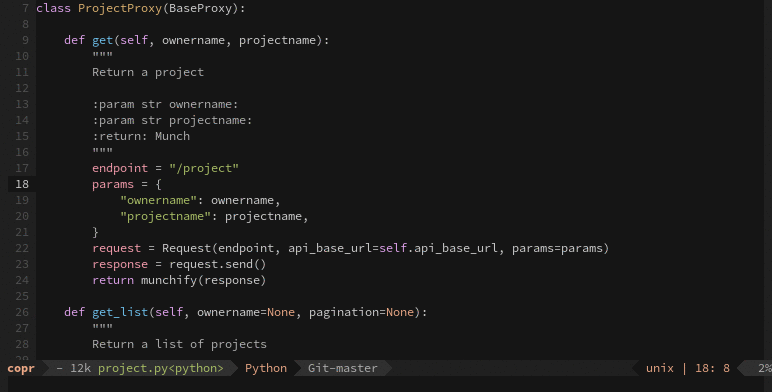 7 class ProjectProxy(BaseProxy):
8
9     def get(self, ownername, projectname):
10         """
11         Return a project
12
13         :param str ownername:
14         :param str projectname:
15         :return: Munch
16         """
17         endpoint = "/project"
18         params = {
19             "ownername": ownername,
20             "projectname": projectname,
21         }
22         request = Request(endpoint, api_base_url=self.api_base_url, params=params)
23         response = request.send()
24         return munchify(response)
25
26     def get_list(self, ownername=None, pagination=None):
27         """
28         Return a list of projects
copr - 12k project.py<python> Python Git-master unix | 18: 8 2%